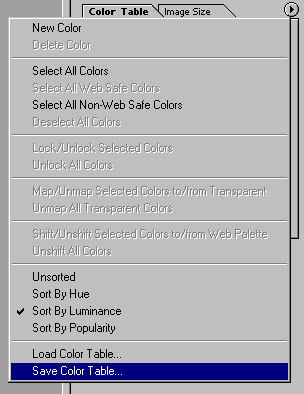 Color Table Image Size
New Color
Delete Color
Select All Colors
Select All Web Safe Colors
Select All Non-Web Safe Colors
Deselect All Colors
Lock/Unlock Selected Colors
Unlock All Colors
Map/Unmap Selected Colors to/from Transparent
Unmap All Transparent Colors
Shift/Unshift Selected Colors to/from Web Palette
Unshift All Colors
Unsorted
Sort By Hue
Sort By Luminance
Sort By Popularity
Load Color Table...
Save Color Table...